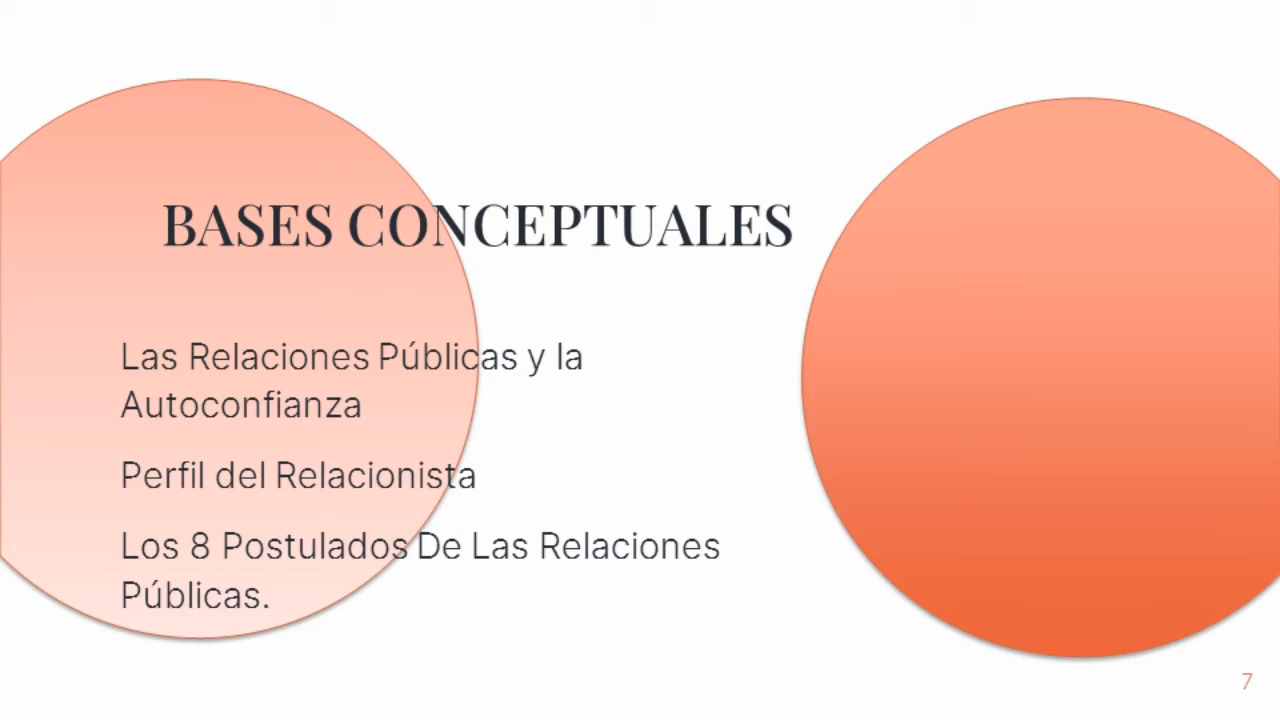 BASES CONCEPTUALES
Las Relaciones Públicas y la
Autoconfianza
Perfil del Relacionista
Los 8 Postulados De Las Relaciones
Públicas.
7